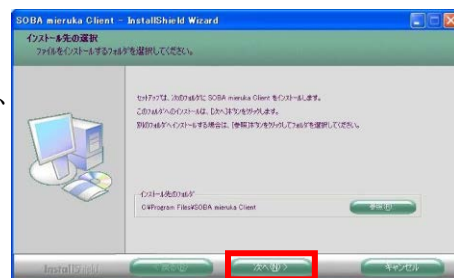 SOBA mieruka Client - InstallShield Wizard
インストール先の選択
ファイルをインストールするフォルダを選択してください。
、
セットアップは、次のフォルダに SOBA mieruka Client をインストールします。
このフォルダへのインストールは、[次へ]ボタンをクリックします。
別のフォルダへインストールする場合は、[参照]ボタンをクリックしてフォルダを選択してください。
インストール先のフォルダ
C:¥Program Files¥SOBA mieruka Client
参照(R)
InstallShield
< 戻る(B)
次へ(N) >
キャンセル